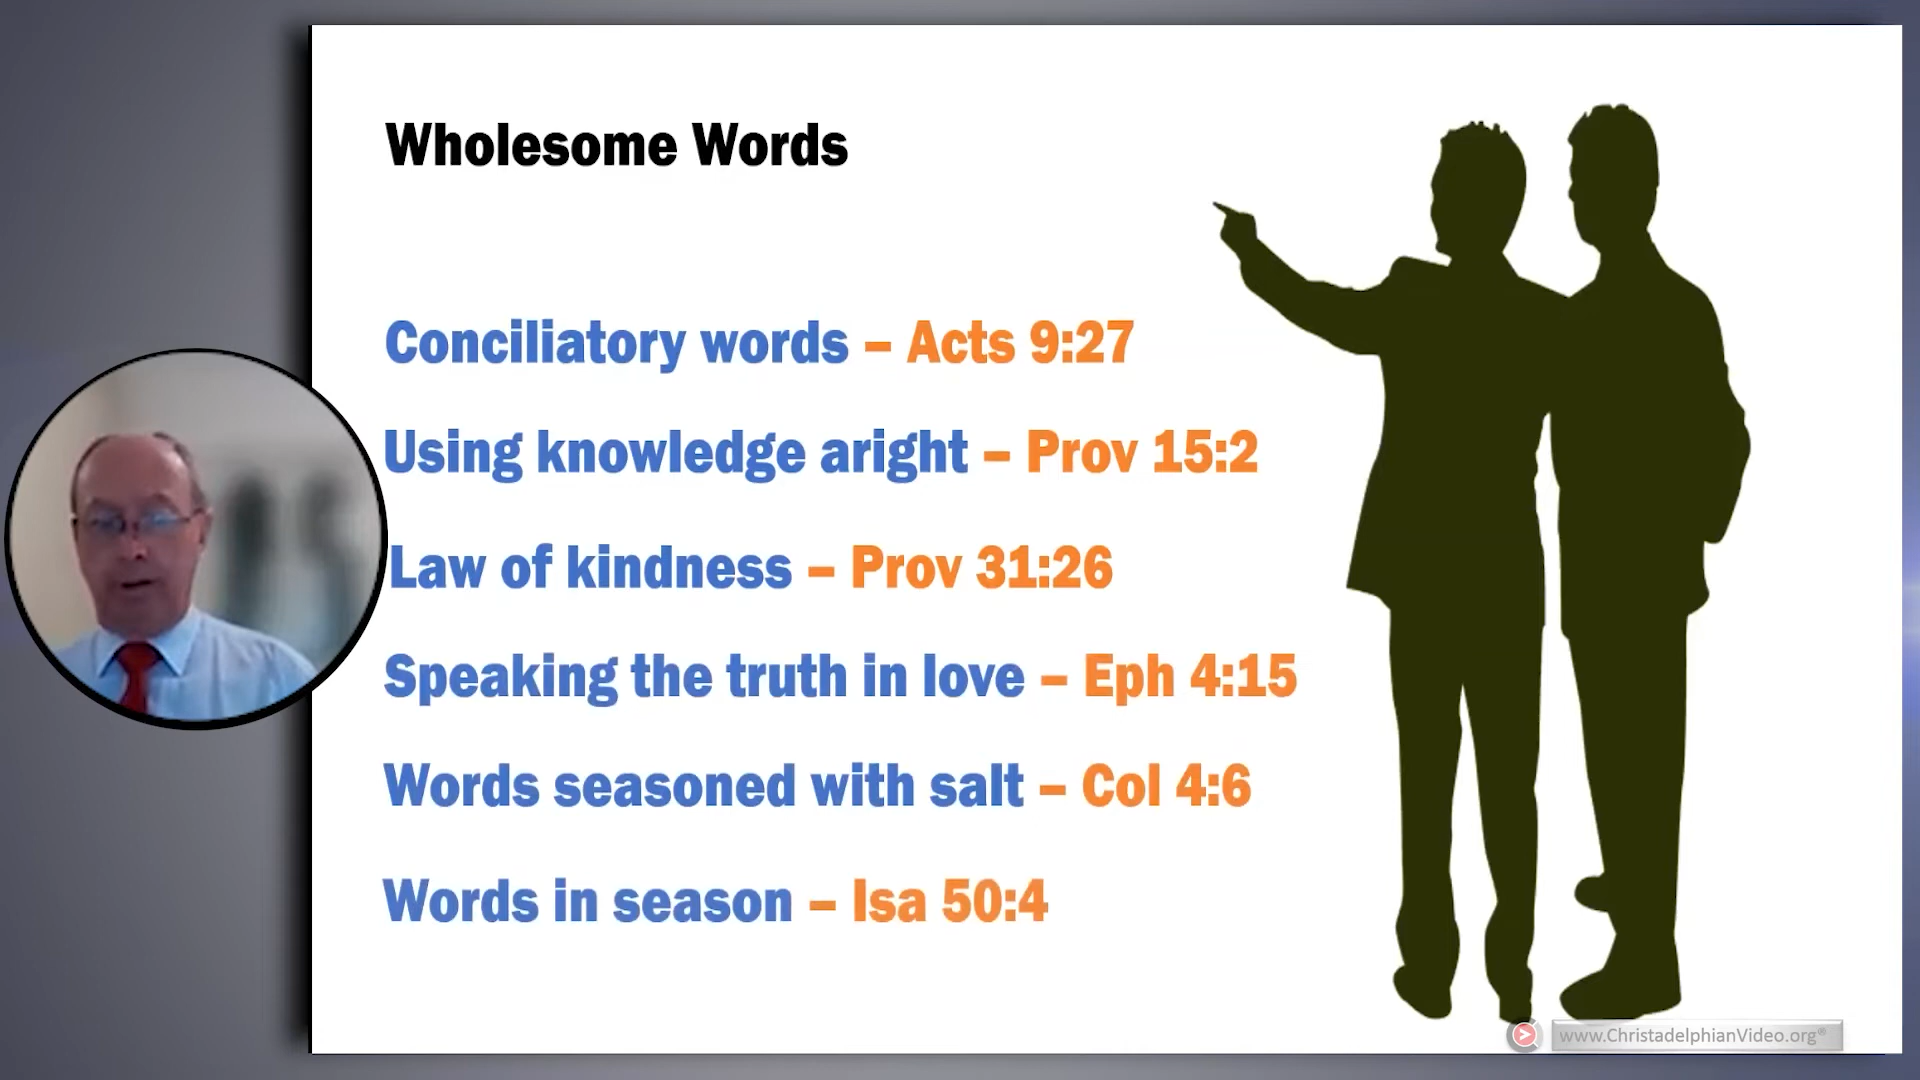 Wholesome Words
Conciliatory words – Acts 9:27
Using knowledge aright – Prov 15:2
Law of kindness – Prov 31:26
Speaking the truth in love – Eph 4:15
Words seasoned with salt – Col 4:6
Words in season – Isa 50:4
www.ChristadelphianVideo.org®